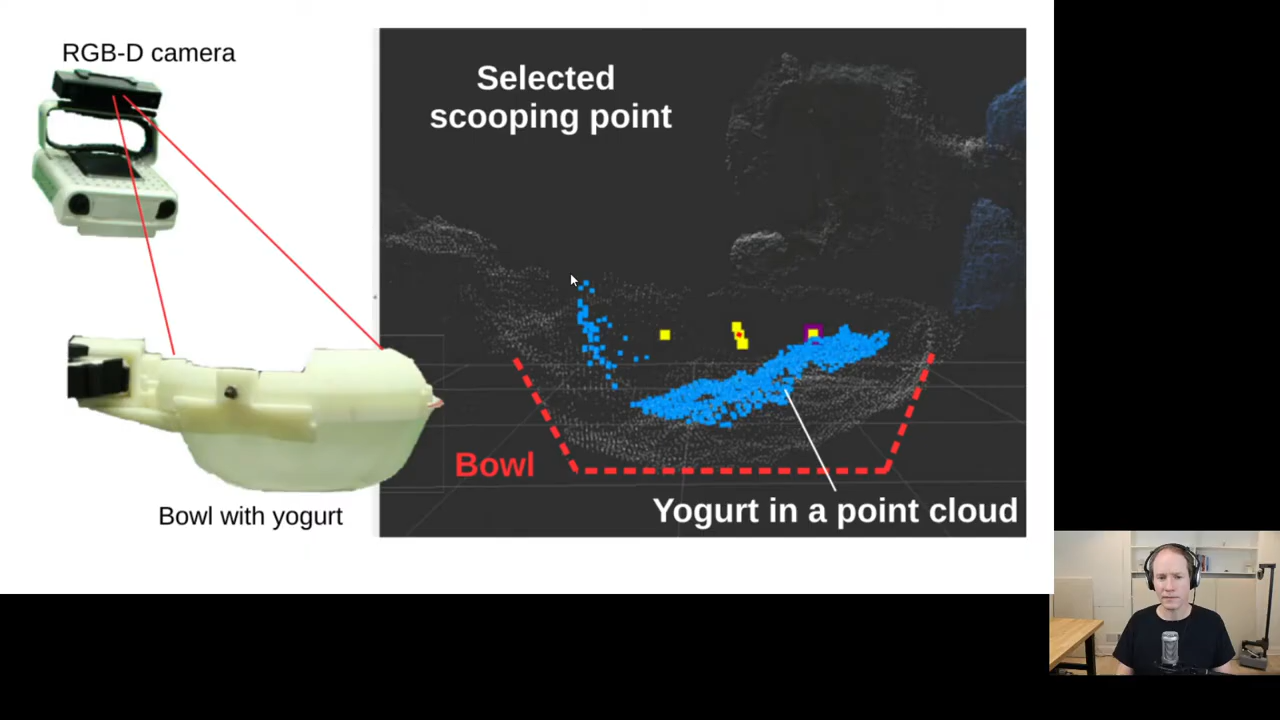 RGB-D camera
Selected
scooping point
Bowl
Yogurt in a point cloud
Bowl with yogurt